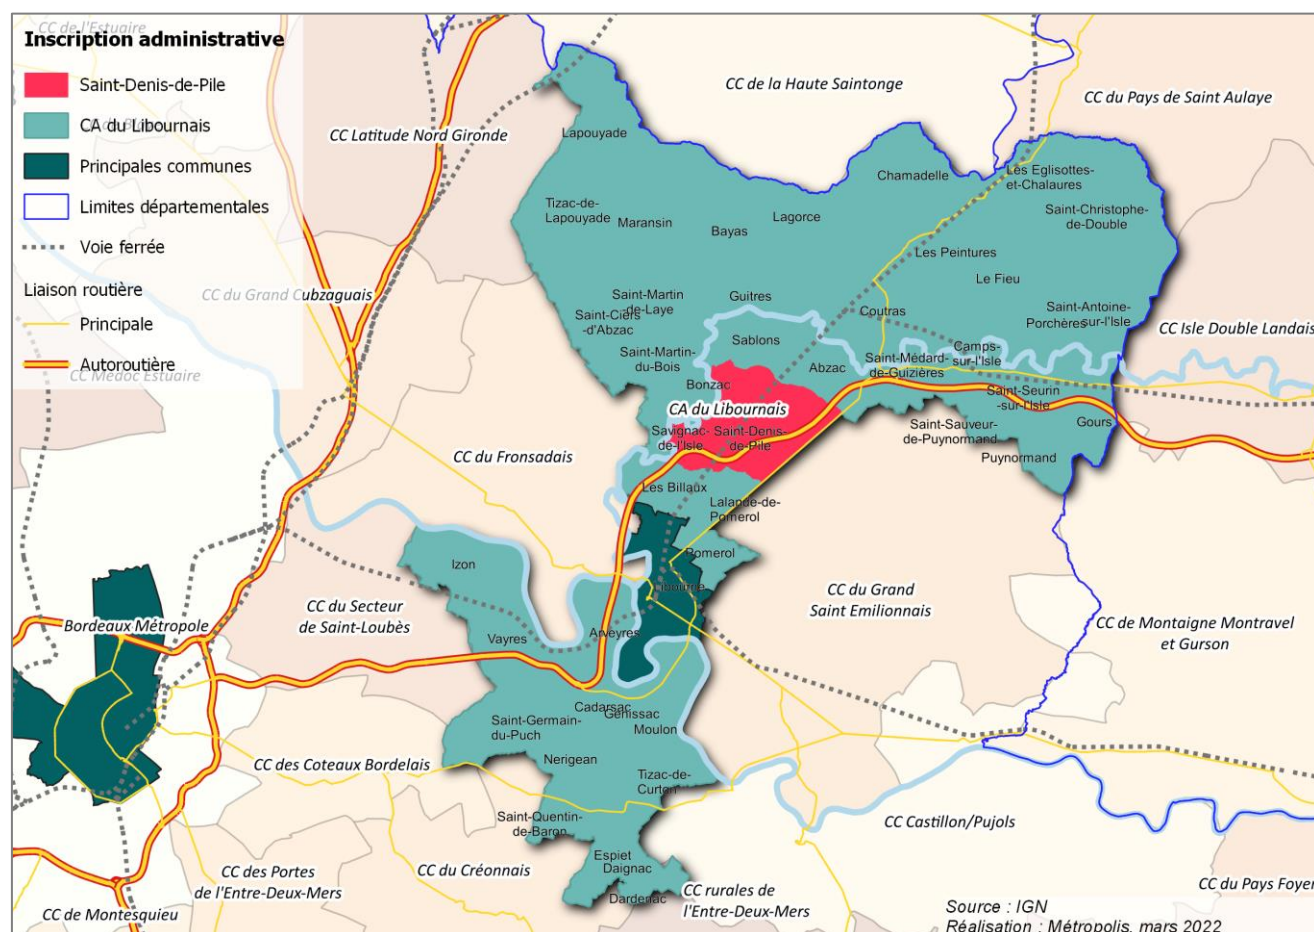 CC de l'Estuaire
Inscription administrative
Saint-Denis-de-Pile
CA du Libournais
Principales communes
Limites départementales
Voie ferrée
Liaison routière
Principale
Autoroutière
CC de la Haute Saintonge
CC du Pays de Saint Aulaye
CC Latitude Nord Gironde
CC du Grand Cubzaguais
CC Médoc Estuaire
Lapouyade
Chamadelle
Les Eglisottes-
et-Chalaures
Tizac-de-
Lapouyade
Maransin
Bayas
Lagorce
Saint-Christophe-
de-Double
Les Peintures
Le Fieu
Saint-Martin
de-Laye
Saint-Ciers
-d'Abzac
Guitres
Coutras
Saint-Antoine-
sur-l'Isle
Porchères
CC Isle Double Landais
Sablons
Saint-Martin-
du-Bois
Bonzac
Abzac
Saint-Médard-
de-Guizières
Camps-
sur-l'Isle
Saint-Seurin
-sur-l'Isle
Gours
CA du Libournais
Savignac-
de-l'Isle
Saint-Denis-
de-Pile
Saint-Sauveur-
de-Puynormand
Puynormand
CC du Fronsadais
Les Billaux
Lalande-de-
Pomerol
Pomerol
Izon
Libourne
CC du Grand
Saint Emilionnais
CC du Secteur
de Saint-Loubès
Bordeaux Métropole
Vayres
Arveyres
CC de Montaigne Montravel
et Gurson
Cadarsac
Génissac
Moulon
Saint-Germain-
du-Puch
Nerigean
CC des Coteaux Bordelais
Tizac-de-
Curton
Saint-Quentin-
de-Baron
CC Castillon/Pujols
Espiet
Daignac
Dardenac
CC des Portes
de l'Entre-Deux-Mers
CC du Créonnais
CC rurales de
l'Entre-Deux-Mers
CC du Pays Foyen
CC de Montesquieu
Source : IGN
Réalisation : Métropolis, mars 2022